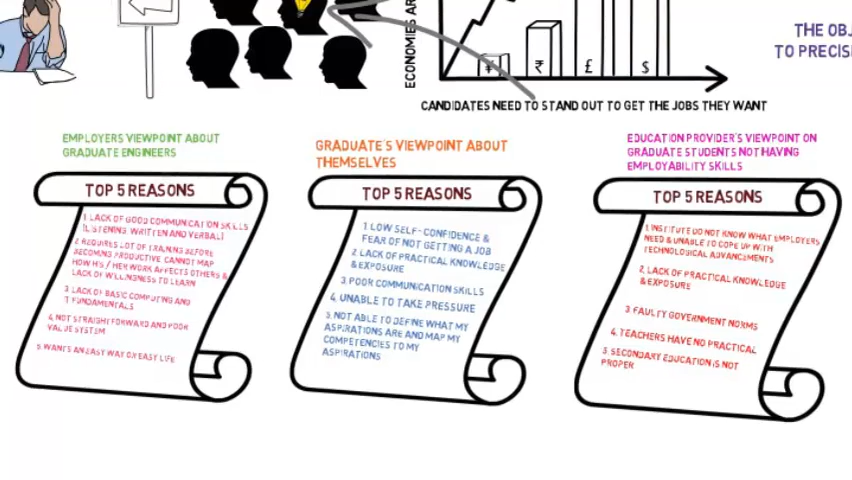 ECONOMIES AR
¥
₹
£
$
THE OBJ
TO PRECIS
CANDIDATES NEED TO STAND OUT TO GET THE JOBS THEY WANT
EMPLOYERS VIEWPOINT ABOUT
GRADUATE ENGINEERS
TOP 5 REASONS
1. LACK OF GOOD COMMUNICATION SKILLS
(LISTENING, WRITTEN AND VERBAL)
2. REQUIRES LOT OF TRAINING BEFORE
BECOMING PRODUCTIVE. CANNOT MAP
HOW HIS / HER WORK AFFECTS OTHERS &
LACK OF WILLINGNESS TO LEARN
3. LACK OF BASIC COMPUTING AND
IT FUNDAMENTALS
4. NOT STRAIGHTFORWARD AND POOR
VALUE SYSTEM
5. WANTS AN EASY WAY OR EASY LIFE
GRADUATE'S VIEWPOINT ABOUT
THEMSELVES
TOP 5 REASONS
1. LOW SELF-CONFIDENCE &
FEAR OF NOT GETTING A JOB
2. LACK OF PRACTICAL KNOWLEDGE
& EXPOSURE
3. POOR COMMUNICATION SKILLS
4. UNABLE TO TAKE PRESSURE
5. NOT ABLE TO DEFINE WHAT MY
ASPIRATIONS ARE AND MAP MY
COMPETENCIES TO MY
ASPIRATIONS
EDUCATION PROVIDER'S VIEWPOINT ON
GRADUATE STUDENTS NOT HAVING
EMPLOYABILITY SKILLS
TOP 5 REASONS
1. INSTITUTE DO NOT KNOW WHAT EMPLOYERS
NEED & UNABLE TO COPE UP WITH
TECHNOLOGICAL ADVANCEMENTS
2. LACK OF PRACTICAL KNOWLEDGE
& EXPOSURE
3. FAULTY GOVERNMENT NORMS
4. TEACHERS HAVE NO PRACTICAL
5. SECONDARY EDUCATION IS NOT
PROPER